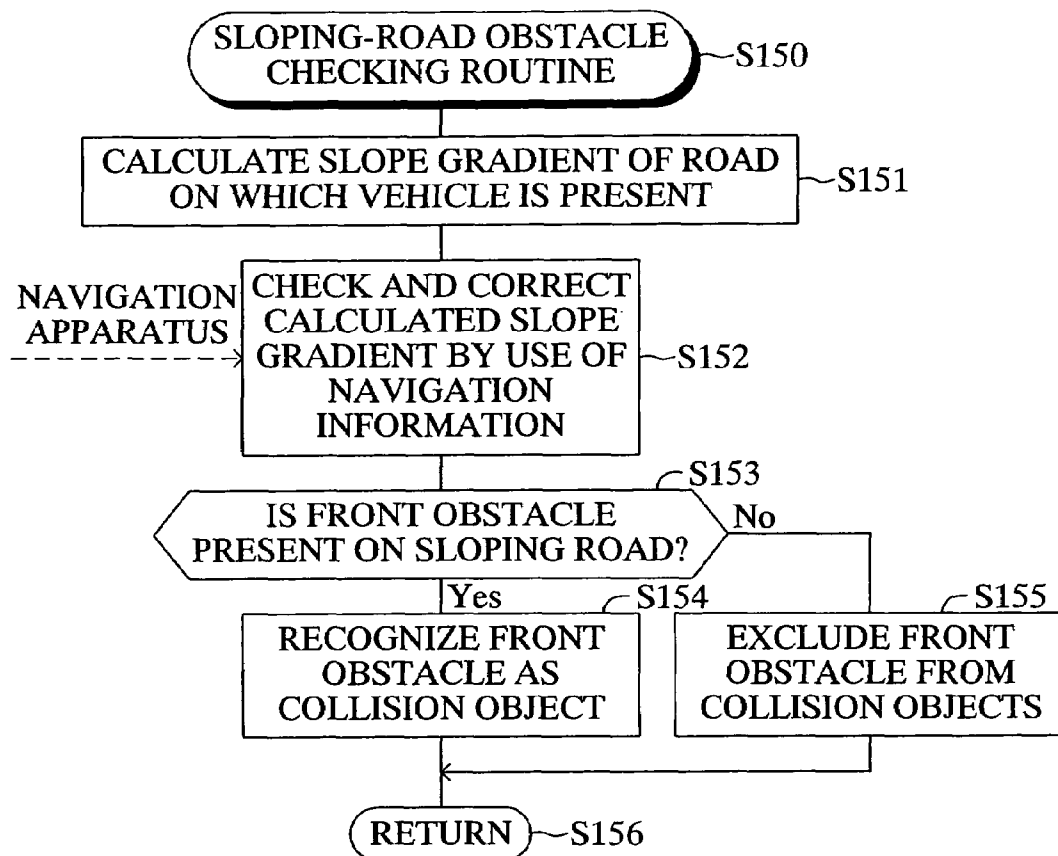 SLOPING-ROAD OBSTACLE
CHECKING ROUTINE
S150
CALCULATE SLOPE GRADIENT OF ROAD
ON WHICH VEHICLE IS PRESENT
S151
NAVIGATION
APPARATUS
CHECK AND CORRECT
CALCULATED SLOPE
GRADIENT BY USE OF
NAVIGATION
INFORMATION
S152
S153
IS FRONT OBSTACLE
PRESENT ON SLOPING ROAD?
No
Yes
S154
RECOGNIZE FRONT
OBSTACLE AS
COLLISION OBJECT
S155
EXCLUDE FRONT
OBSTACLE FROM
COLLISION OBJECTS
RETURN
S156